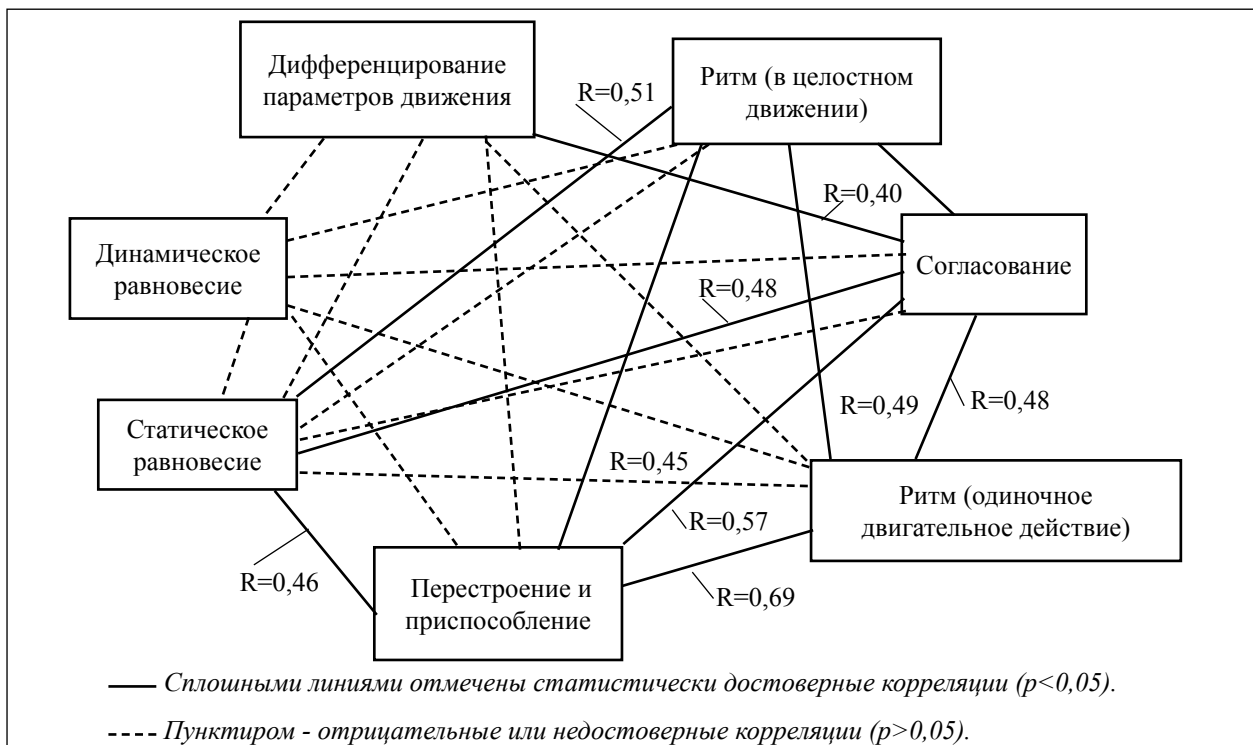 Дифференцирование
параметров движения
Ритм (в целостном
движении)
R=0,51
R=0,40
Динамическое
равновесие
Согласование
R=0,48
Статическое
равновесие
R=0,49
R=0,48
R=0,45
Ритм (одиночное
двигательное действие)
R=0,57
R=0,46
Перестроение и
приспособление
R=0,69
Сплошными линиями отмечены статистически достоверные корреляции (p<0,05).
Пунктиром - отрицательные или недостоверные корреляции (p>0,05).